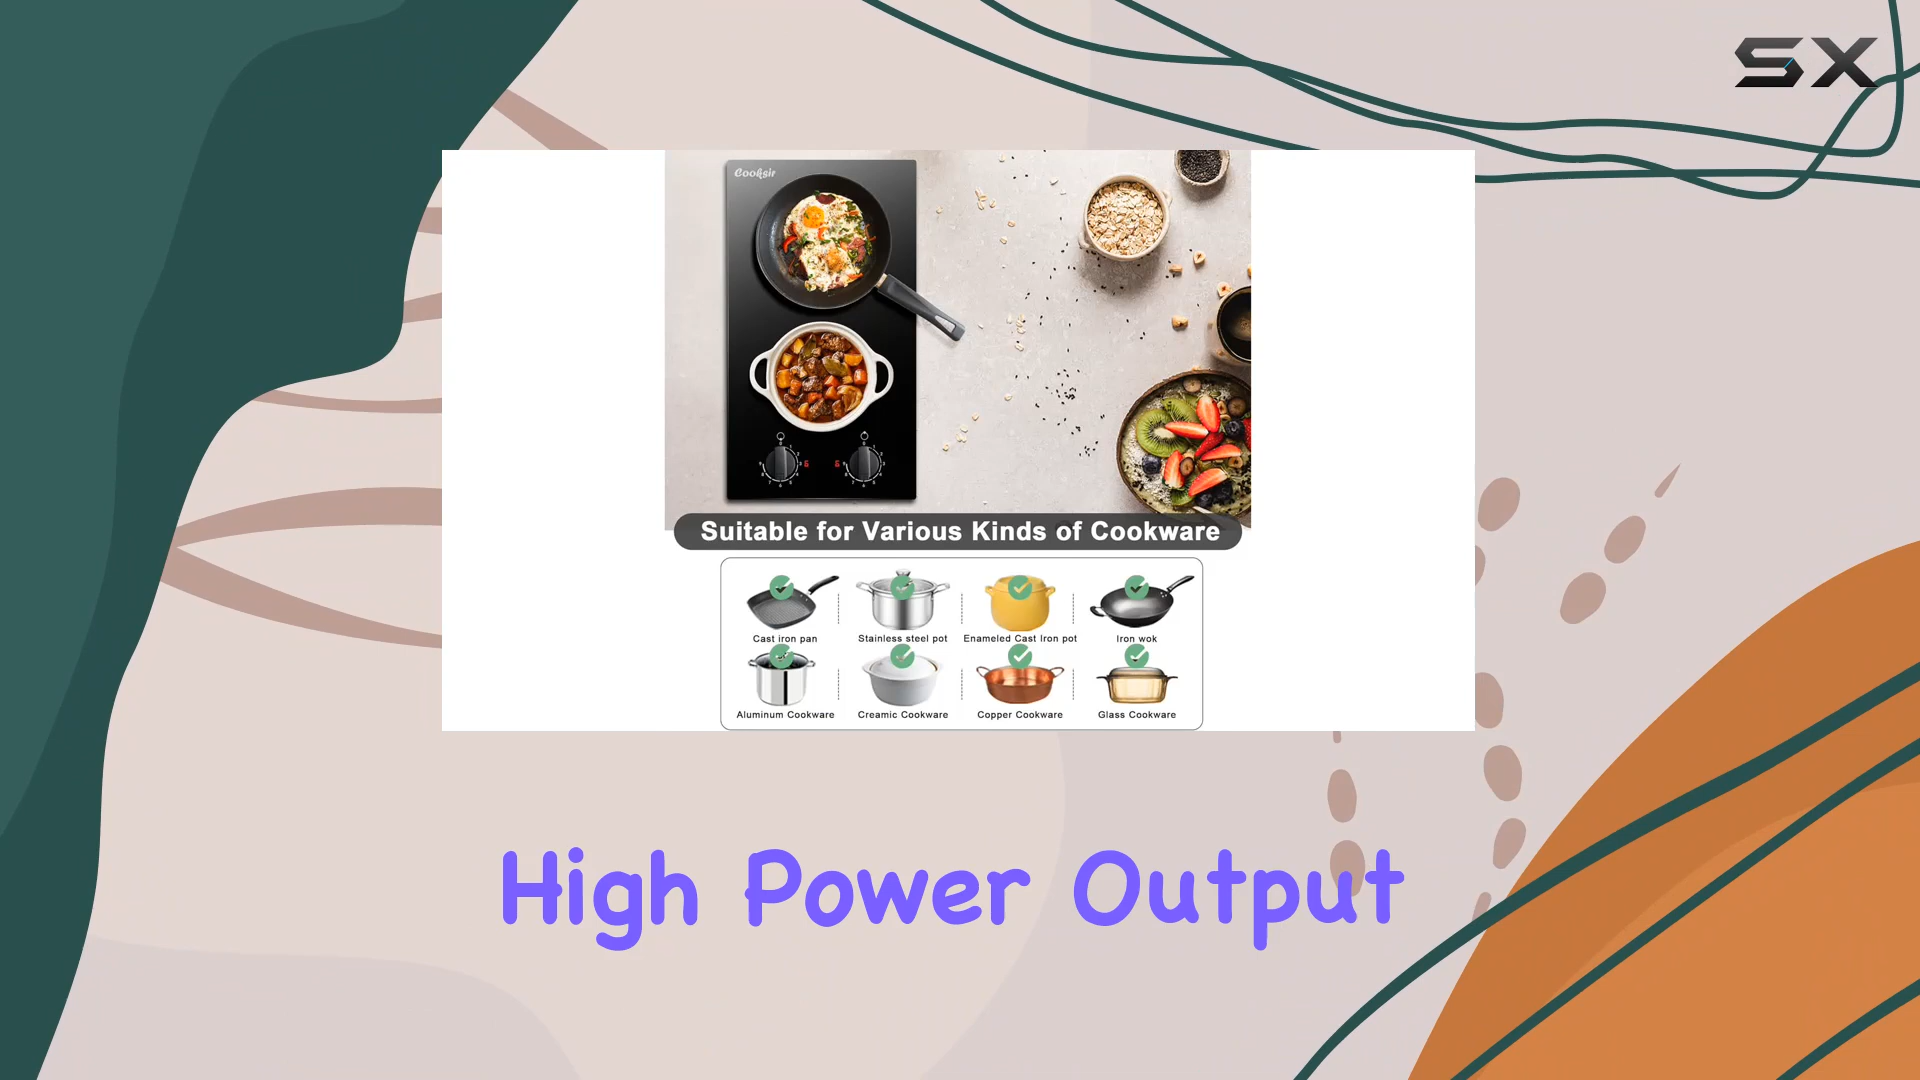 SX
Cooksir
Suitable for Various Kinds of Cookware
Cast iron pan
Stainless steel pot
Enameled Cast Iron pot
Iron wok
Aluminum Cookware
Creamic Cookware
Copper Cookware
Glass Cookware
High Power Output